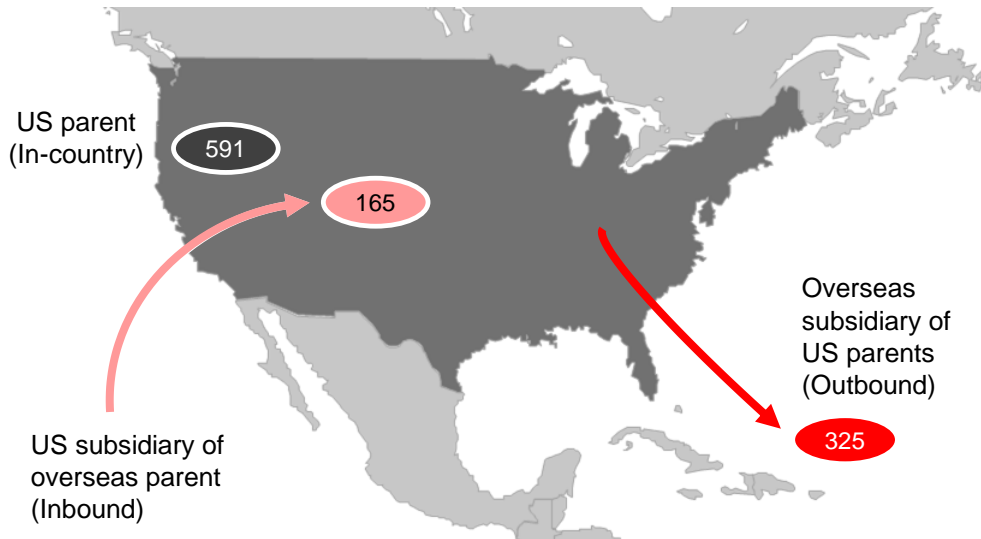 US parent
(In-country)
591
165
Overseas
subsidiary of
US parents
(Outbound)
325
US subsidiary of
overseas parent
(Inbound)